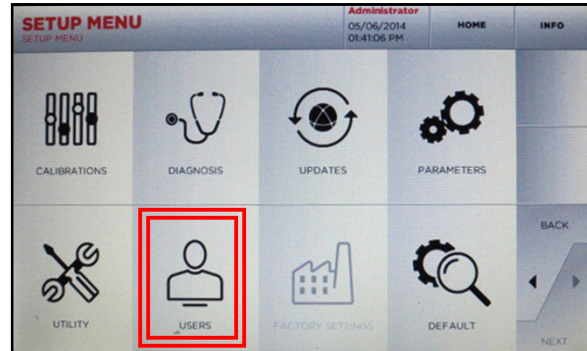 SETUP MENU
SETUP MENU
Administrator
05/06/2014
01:41:06 PM
HOME
INFO
CALIBRATIONS
DIAGNOSIS
UPDATES
PARAMETERS
BACK
UTILITY
USERS
FACTORY SETTINGS
DEFAULT
NEXT